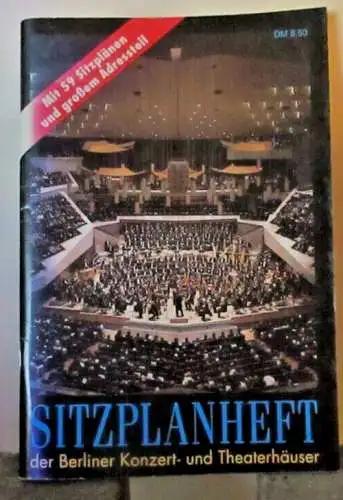 Mit 59 Sitzplänen
und großem Adressteil
DM 8.50
SITZPLANHEFT
der Berliner Konzert- und Theaterhäuser